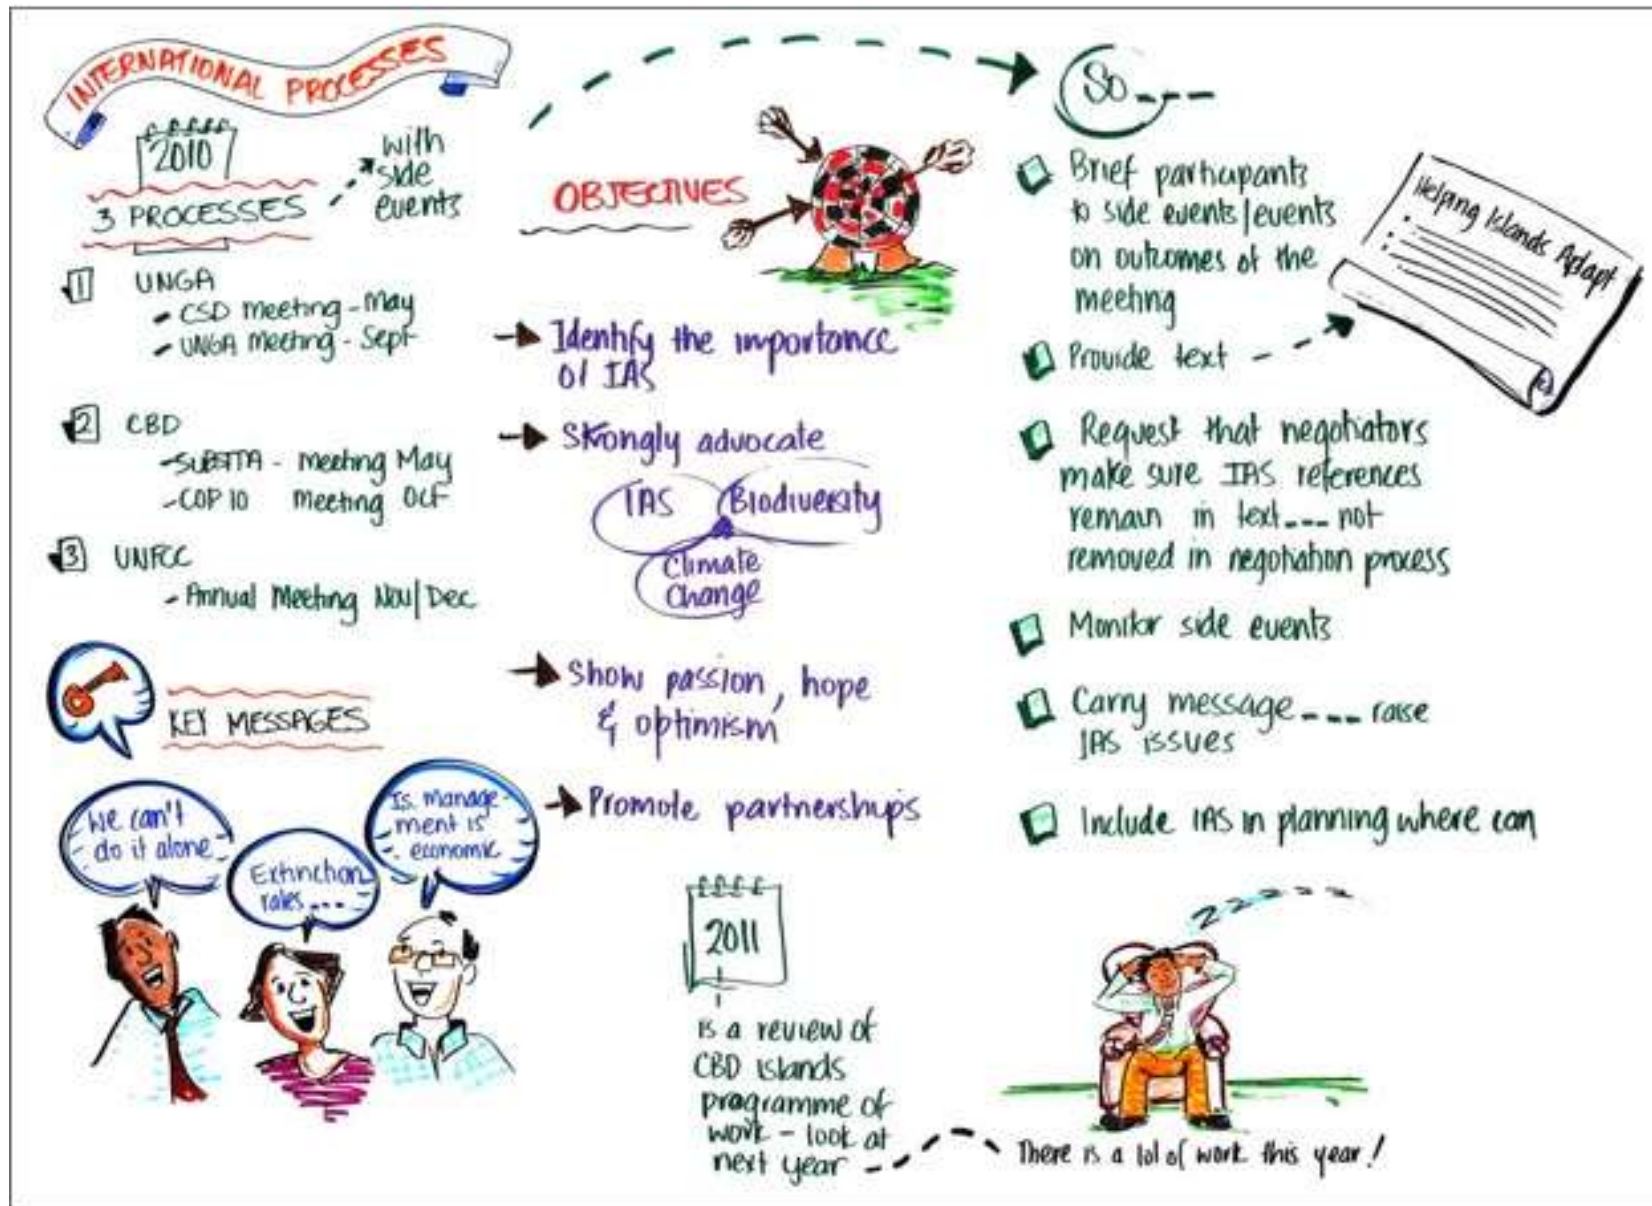 INTERNATIONAL PROCESSES
2010
3 PROCESSES
with
side
events
1 UNGA
- CSD meeting - May
- UNGA meeting - Sept
2 CBD
- SUBSTTA - meeting May
- COP 10 meeting Oct
3 UNFCC
- Annual Meeting Nov/Dec
KEY MESSAGES
We can't
do it alone
Extinction
rates ---
Is. manage-
ment is
economic
OBJECTIVES
Identify the importance
of IAS
Strongly advocate
IAS
Biodiversity
Climate
Change
Show passion, hope
& optimism
Promote partnerships
2011
is a review of
CBD islands
programme of
work - look at
next year
So ---
Brief participants
to side events/events
on outcomes of the
meeting
Provide text
Helping Islands Adapt
Request that negotiators
make sure IAS references
remain in text --- not
removed in negotiation process
Monitor side events
Carry message --- raise
IAS issues
Include IAS in planning where can
z z z z z z
There is a lot of work this year!